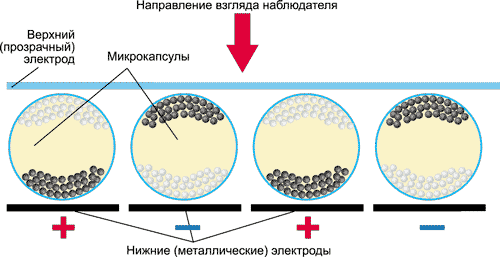 Направление взгляда наблюдателя
Верхний
(прозрачный)
электрод
Микрокапсулы
+ − + −
Нижние (металлические) электроды